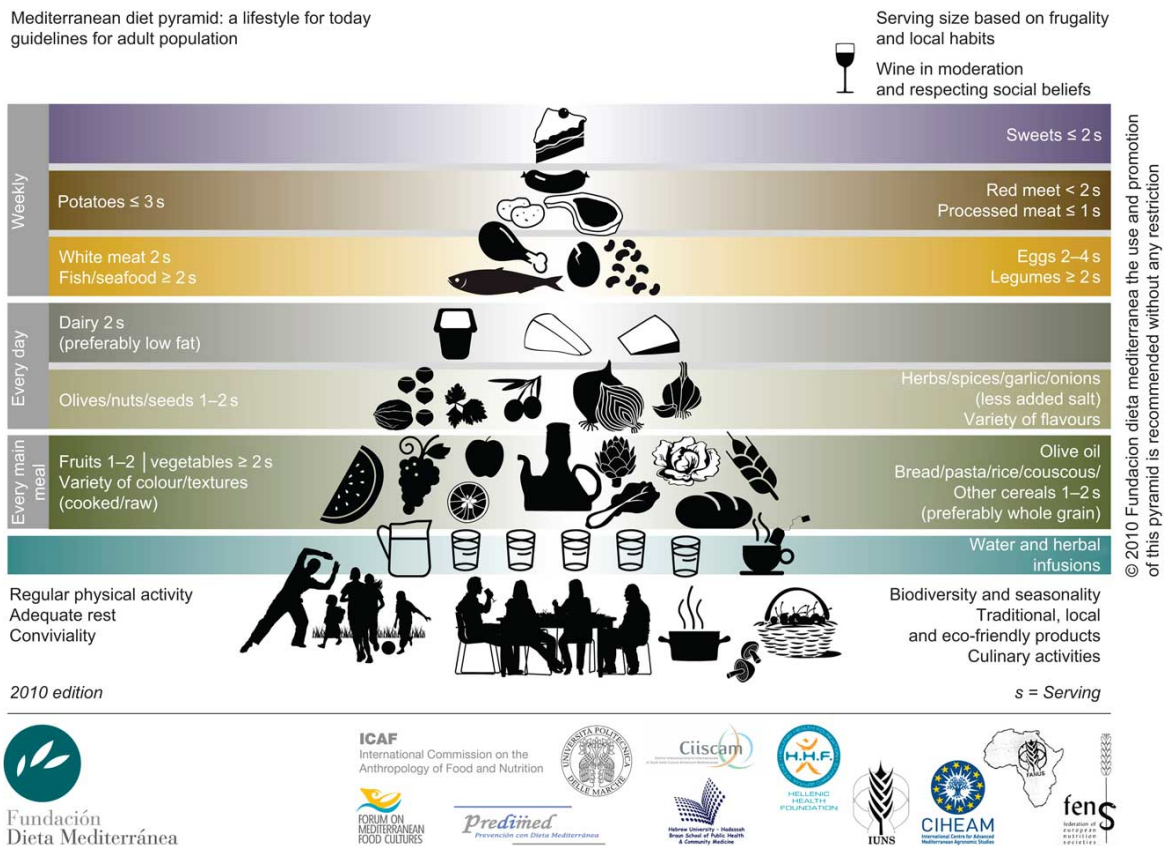 Mediterranean diet pyramid: a lifestyle for today
guidelines for adult population
Serving size based on frugality
and local habits
Wine in moderation
and respecting social beliefs
Weekly
Sweets ≤ 2 s
Potatoes ≤ 3 s
Red meet < 2 s
Processed meat ≤ 1 s
White meat 2 s
Fish/seafood ≥ 2 s
Eggs 2–4 s
Legumes ≥ 2 s
Every day
Dairy 2 s
(preferably low fat)
Olives/nuts/seeds 1–2 s
Herbs/spices/garlic/onions
(less added salt)
Variety of flavours
Every main
meal
Fruits 1–2 | vegetables ≥ 2 s
Variety of colour/textures
(cooked/raw)
Olive oil
Bread/pasta/rice/couscous/
Other cereals 1–2 s
(preferably whole grain)
Water and herbal
infusions
Regular physical activity
Adequate rest
Conviviality
Biodiversity and seasonality
Traditional, local
and eco-friendly products
Culinary activities
2010 edition
s = Serving
© 2010 Fundacion dieta mediterranea the use and promotion
of this pyramid is recommended without any restriction
Fundación
Dieta Mediterránea
ICAF
International Commission on the
Anthropology of Food and Nutrition
FORUM ON
MEDITERRANEAN
FOOD CULTURES
Predimed
Prevención con Dieta Mediterránea
UNIVERSITÀ POLITECNICA
DELLE MARCHE
Ciiscam
Hebrew University - Hadassah
Braun School of Public Health
& Community Medicine
H.H.F.
HELLENIC
HEALTH
FOUNDATION
IUNS
CIHEAM
International Centre for Advanced
Mediterranean Agronomic Studies
FANUS
fens
federation of
european
nutrition
societies